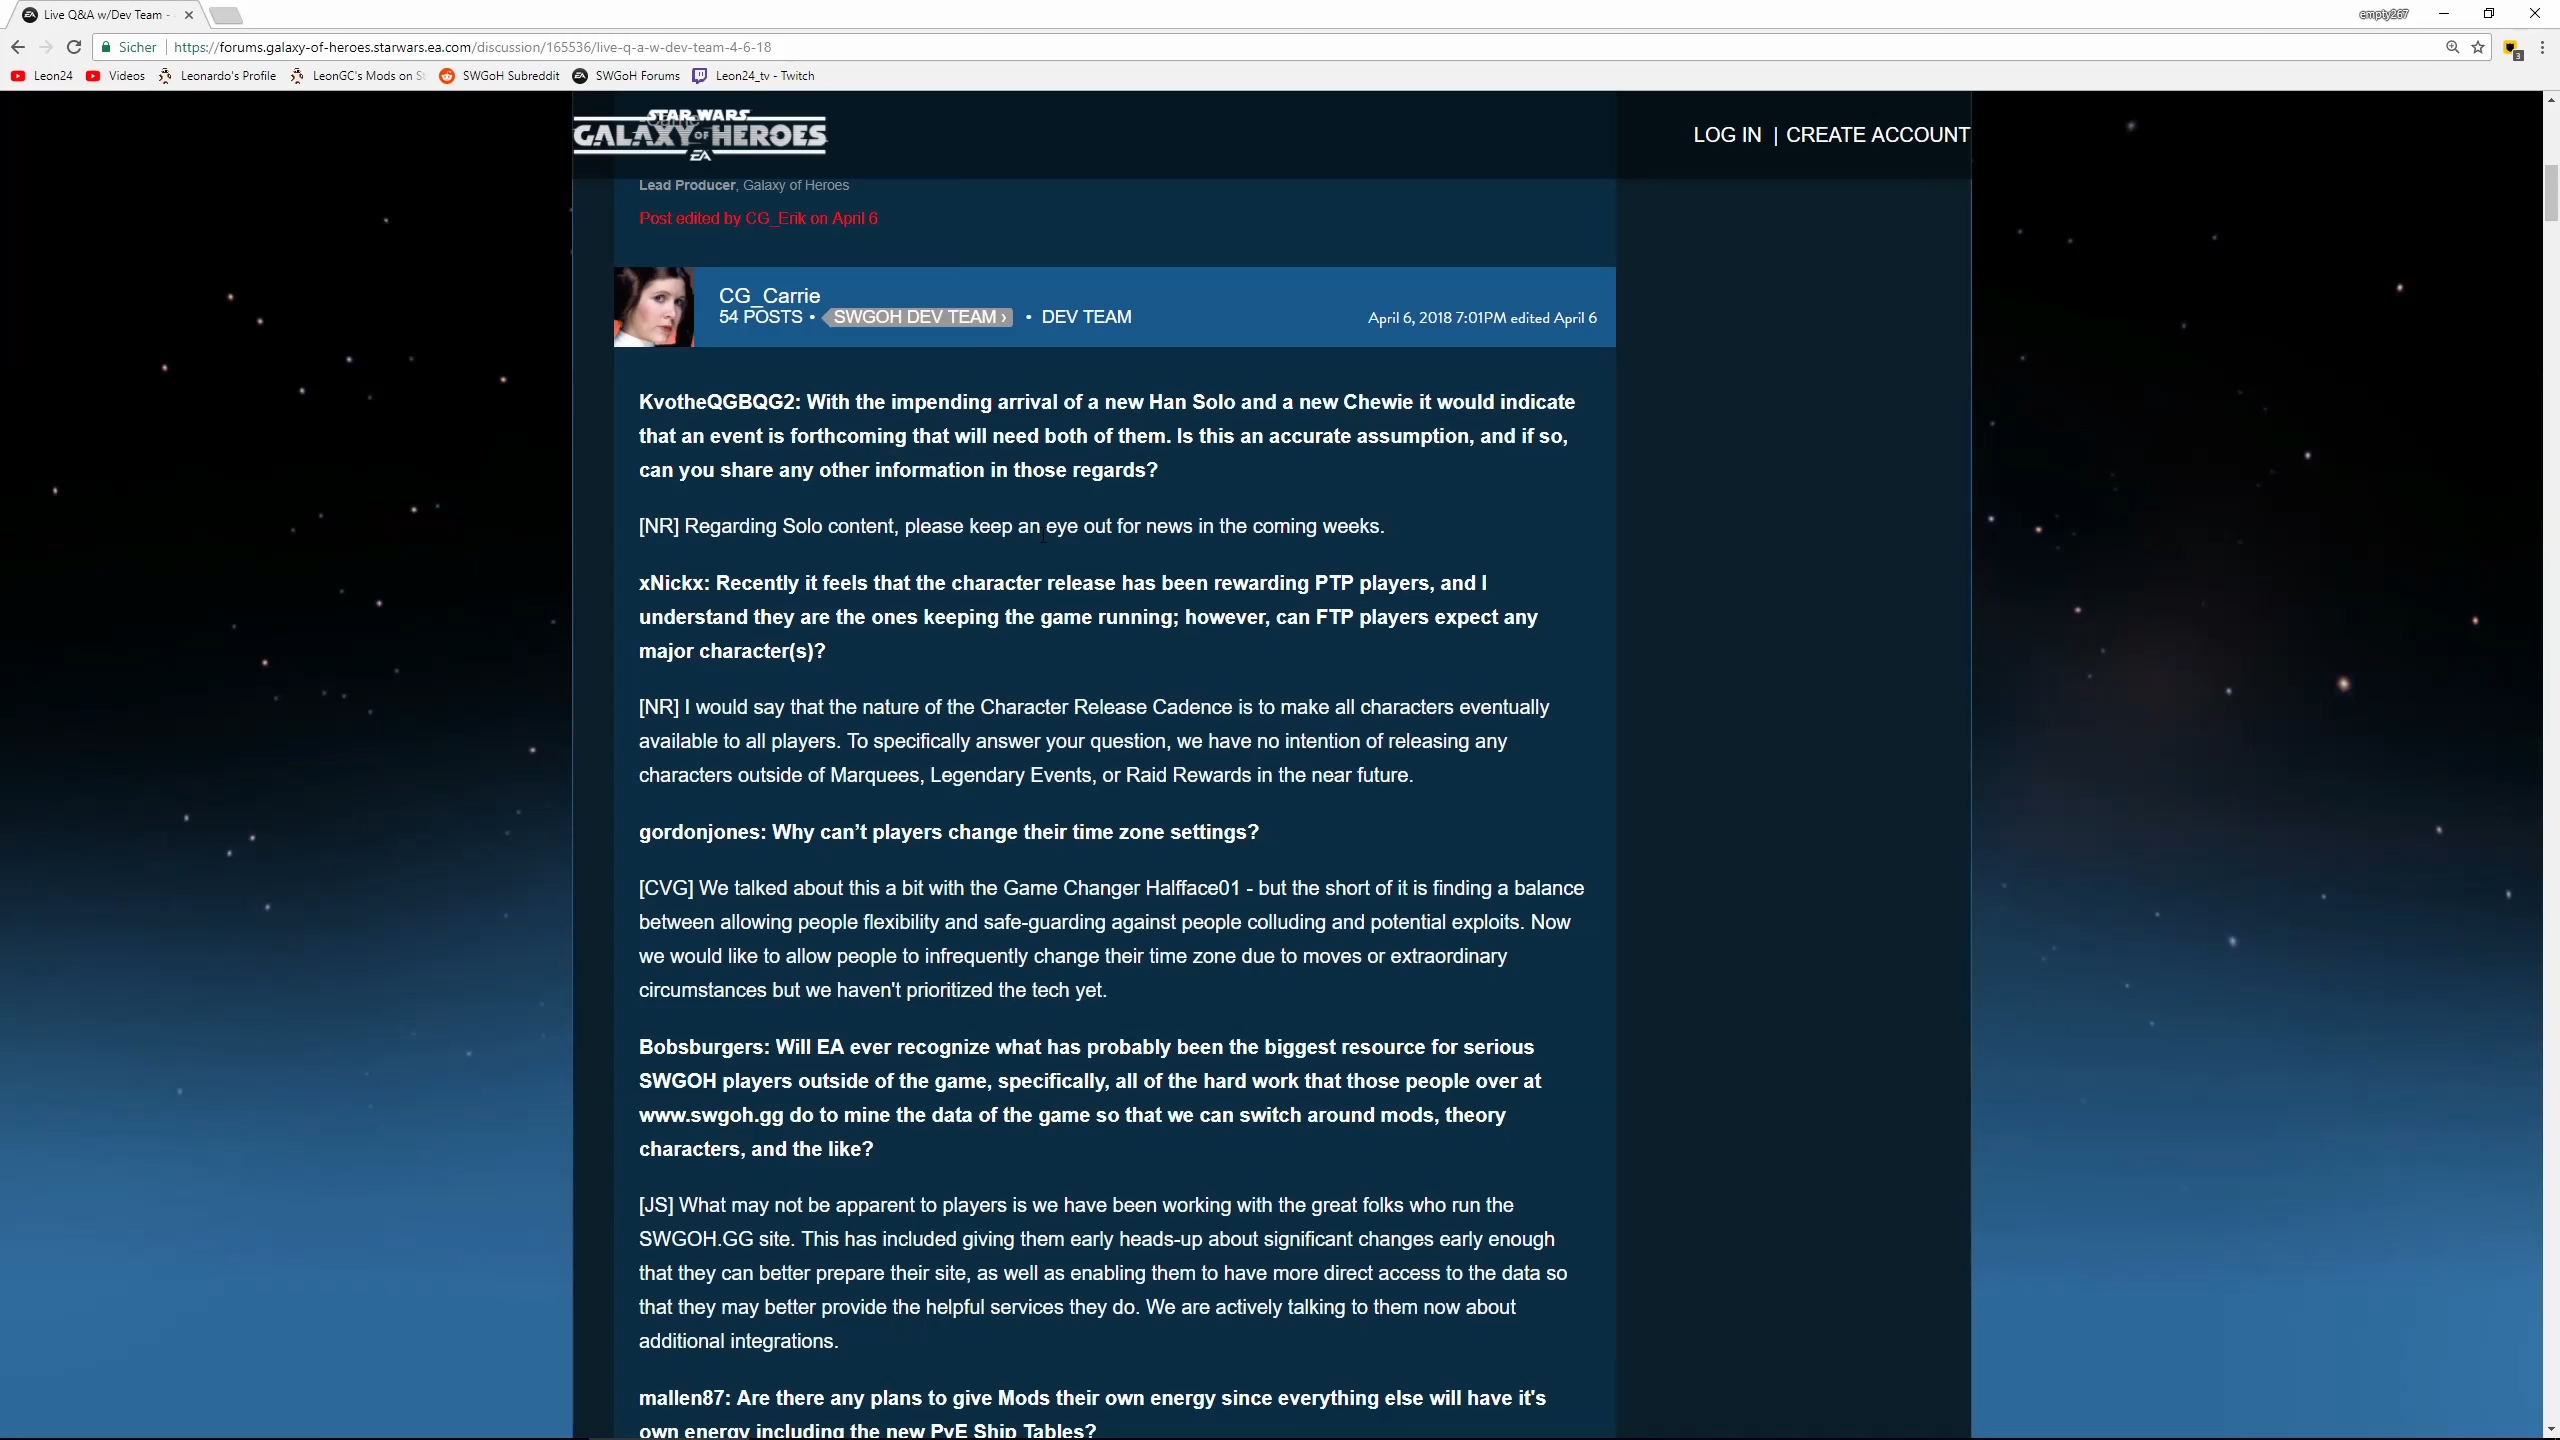 Live Q&A w/Dev Team -
empty267
Sicher
https://forums.galaxy-of-heroes.starwars.ea.com/discussion/165536/live-q-a-w-dev-team-4-6-18
3
Leon24
Videos
Leonardo's Profile
LeonGC's Mods on St
SWGoH Subreddit
SWGoH Forums
Leon24_tv - Twitch
STAR WARS
GALAXY OF HEROES
EA
LOG IN | CREATE ACCOUNT
Lead Producer, Galaxy of Heroes
Post edited by CG_Erik on April 6
CG_Carrie
54 POSTS • SWGOH DEV TEAM › • DEV TEAM
April 6, 2018 7:01PM edited April 6
KvotheQGBQG2: With the impending arrival of a new Han Solo and a new Chewie it would indicate
that an event is forthcoming that will need both of them. Is this an accurate assumption, and if so,
can you share any other information in those regards?
[NR] Regarding Solo content, please keep an eye out for news in the coming weeks.
xNickx: Recently it feels that the character release has been rewarding PTP players, and I
understand they are the ones keeping the game running; however, can FTP players expect any
major character(s)?
[NR] I would say that the nature of the Character Release Cadence is to make all characters eventually
available to all players. To specifically answer your question, we have no intention of releasing any
characters outside of Marquees, Legendary Events, or Raid Rewards in the near future.
gordonjones: Why can’t players change their time zone settings?
[CVG] We talked about this a bit with the Game Changer Halfface01 - but the short of it is finding a balance
between allowing people flexibility and safe-guarding against people colluding and potential exploits. Now
we would like to allow people to infrequently change their time zone due to moves or extraordinary
circumstances but we haven't prioritized the tech yet.
Bobsburgers: Will EA ever recognize what has probably been the biggest resource for serious
SWGOH players outside of the game, specifically, all of the hard work that those people over at
www.swgoh.gg do to mine the data of the game so that we can switch around mods, theory
characters, and the like?
[JS] What may not be apparent to players is we have been working with the great folks who run the
SWGOH.GG site. This has included giving them early heads-up about significant changes early enough
that they can better prepare their site, as well as enabling them to have more direct access to the data so
that they may better provide the helpful services they do. We are actively talking to them now about
additional integrations.
mallen87: Are there any plans to give Mods their own energy since everything else will have it's
own energy including the new PvE Ship Tables?